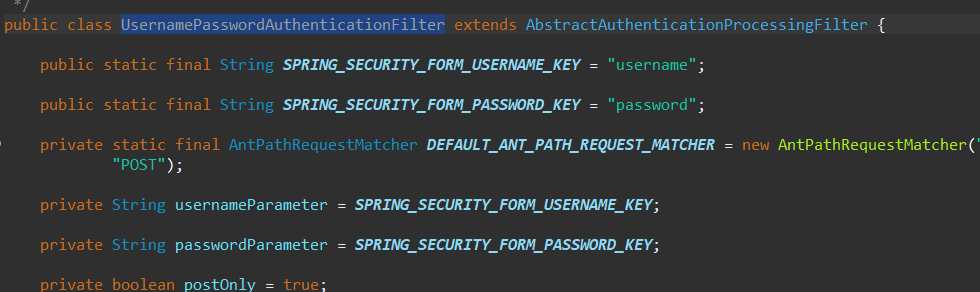 */
public class UsernamePasswordAuthenticationFilter extends AbstractAuthenticationProcessingFilter {
public static final String SPRING_SECURITY_FORM_USERNAME_KEY = "username";
public static final String SPRING_SECURITY_FORM_PASSWORD_KEY = "password";
private static final AntPathRequestMatcher DEFAULT_ANT_PATH_REQUEST_MATCHER = new AntPathRequestMatcher("
"POST");
private String usernameParameter = SPRING_SECURITY_FORM_USERNAME_KEY;
private String passwordParameter = SPRING_SECURITY_FORM_PASSWORD_KEY;
private boolean postOnly = true;